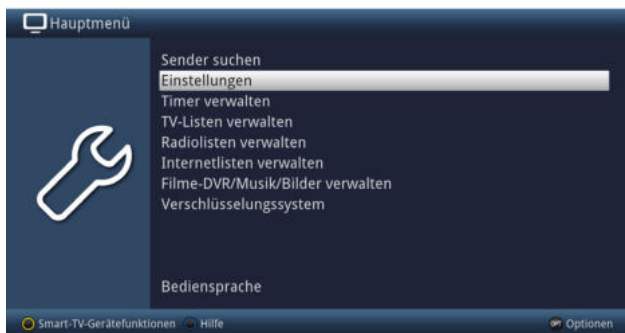 Hauptmenü
Sender suchen
Einstellungen
Timer verwalten
TV-Listen verwalten
Radiolisten verwalten
Internetlisten verwalten
Filme-DVR/Musik/Bilder verwalten
Verschlüsselungssystem
Bediensprache
Smart-TV-Gerätefunktionen Hilfe OPT Optionen